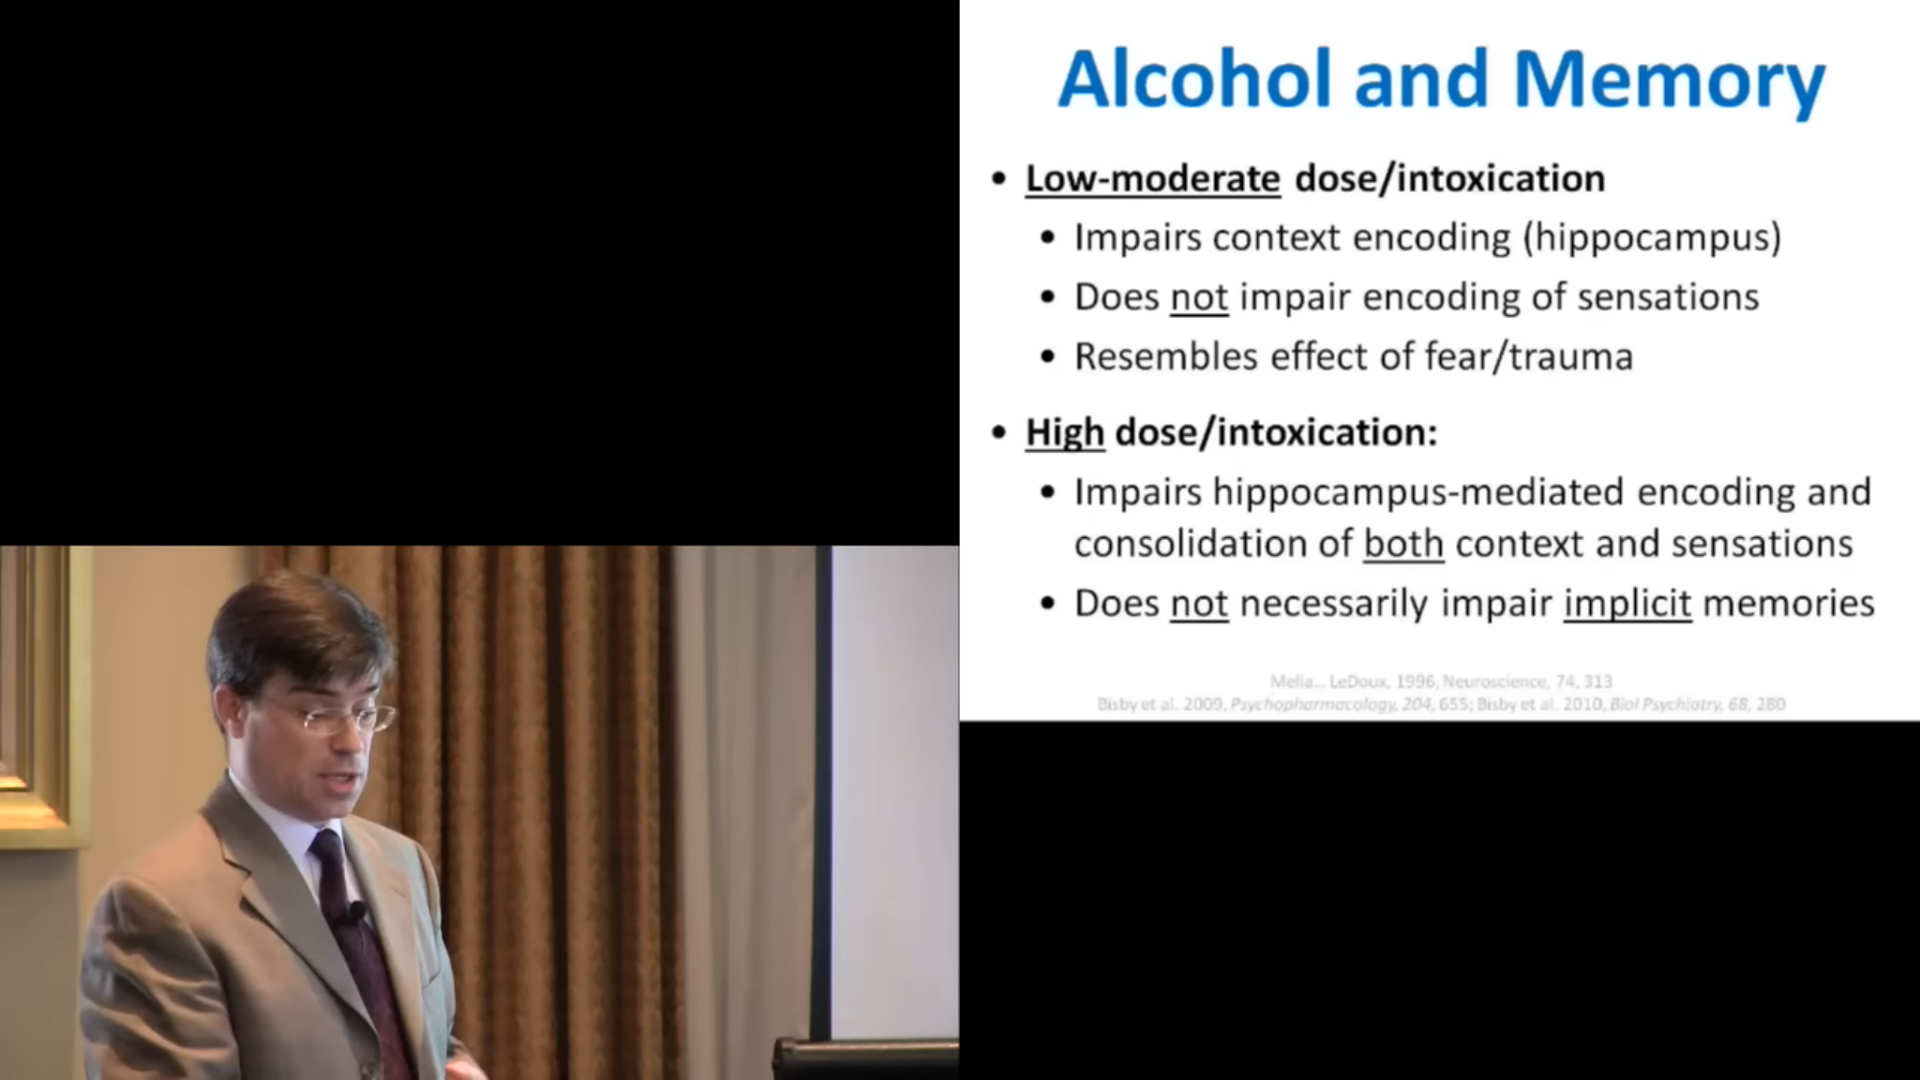 Alcohol and Memory
• Low-moderate dose/intoxication
• Impairs context encoding (hippocampus)
• Does not impair encoding of sensations
• Resembles effect of fear/trauma
• High dose/intoxication:
• Impairs hippocampus-mediated encoding and
consolidation of both context and sensations
• Does not necessarily impair implicit memories
Melia... LeDoux, 1996, Neuroscience, 74, 313
Bisby et al. 2009, Psychopharmacology, 204, 655; Bisby et al. 2010, Biol Psychiatry, 68, 280